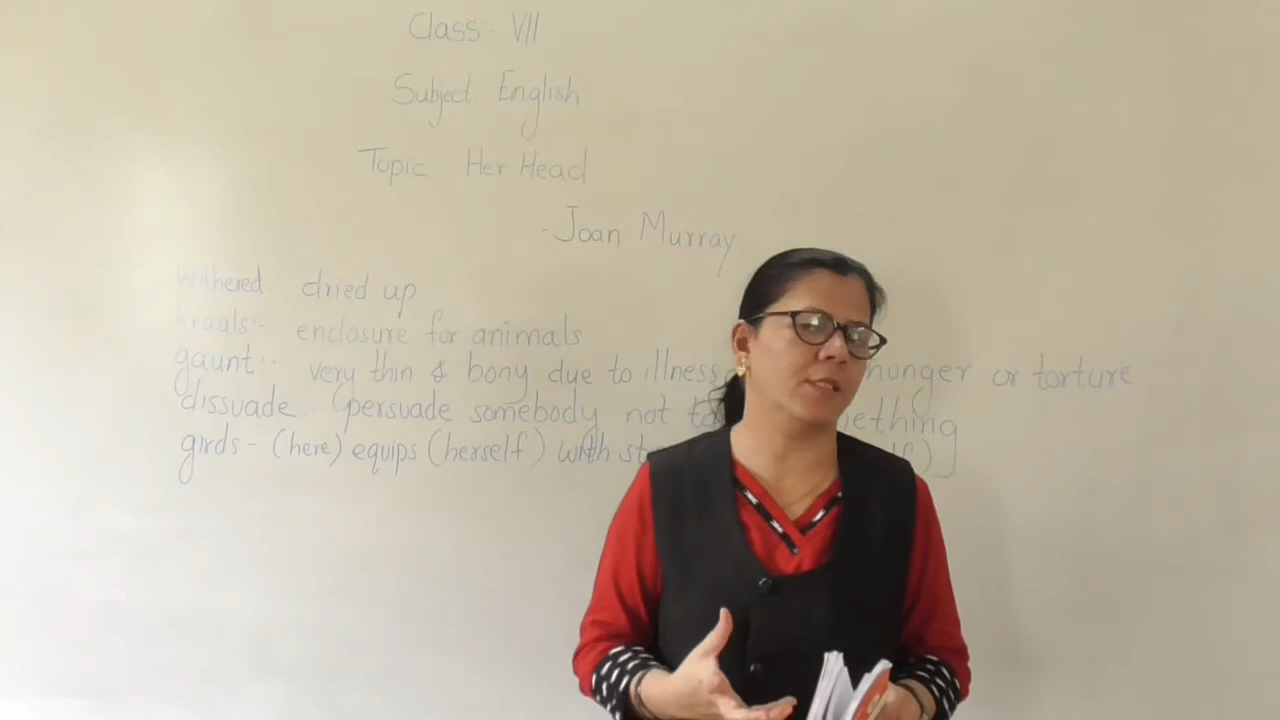 Class - VII
Subject English
Topic - Her Head
- Joan Murray
Withered dried up
kraals :- enclosure for animals
gaunt :- very thin & bony due to illness hunger or torture
dissuade (persuade somebody not
girds - (here) equips (herself) with